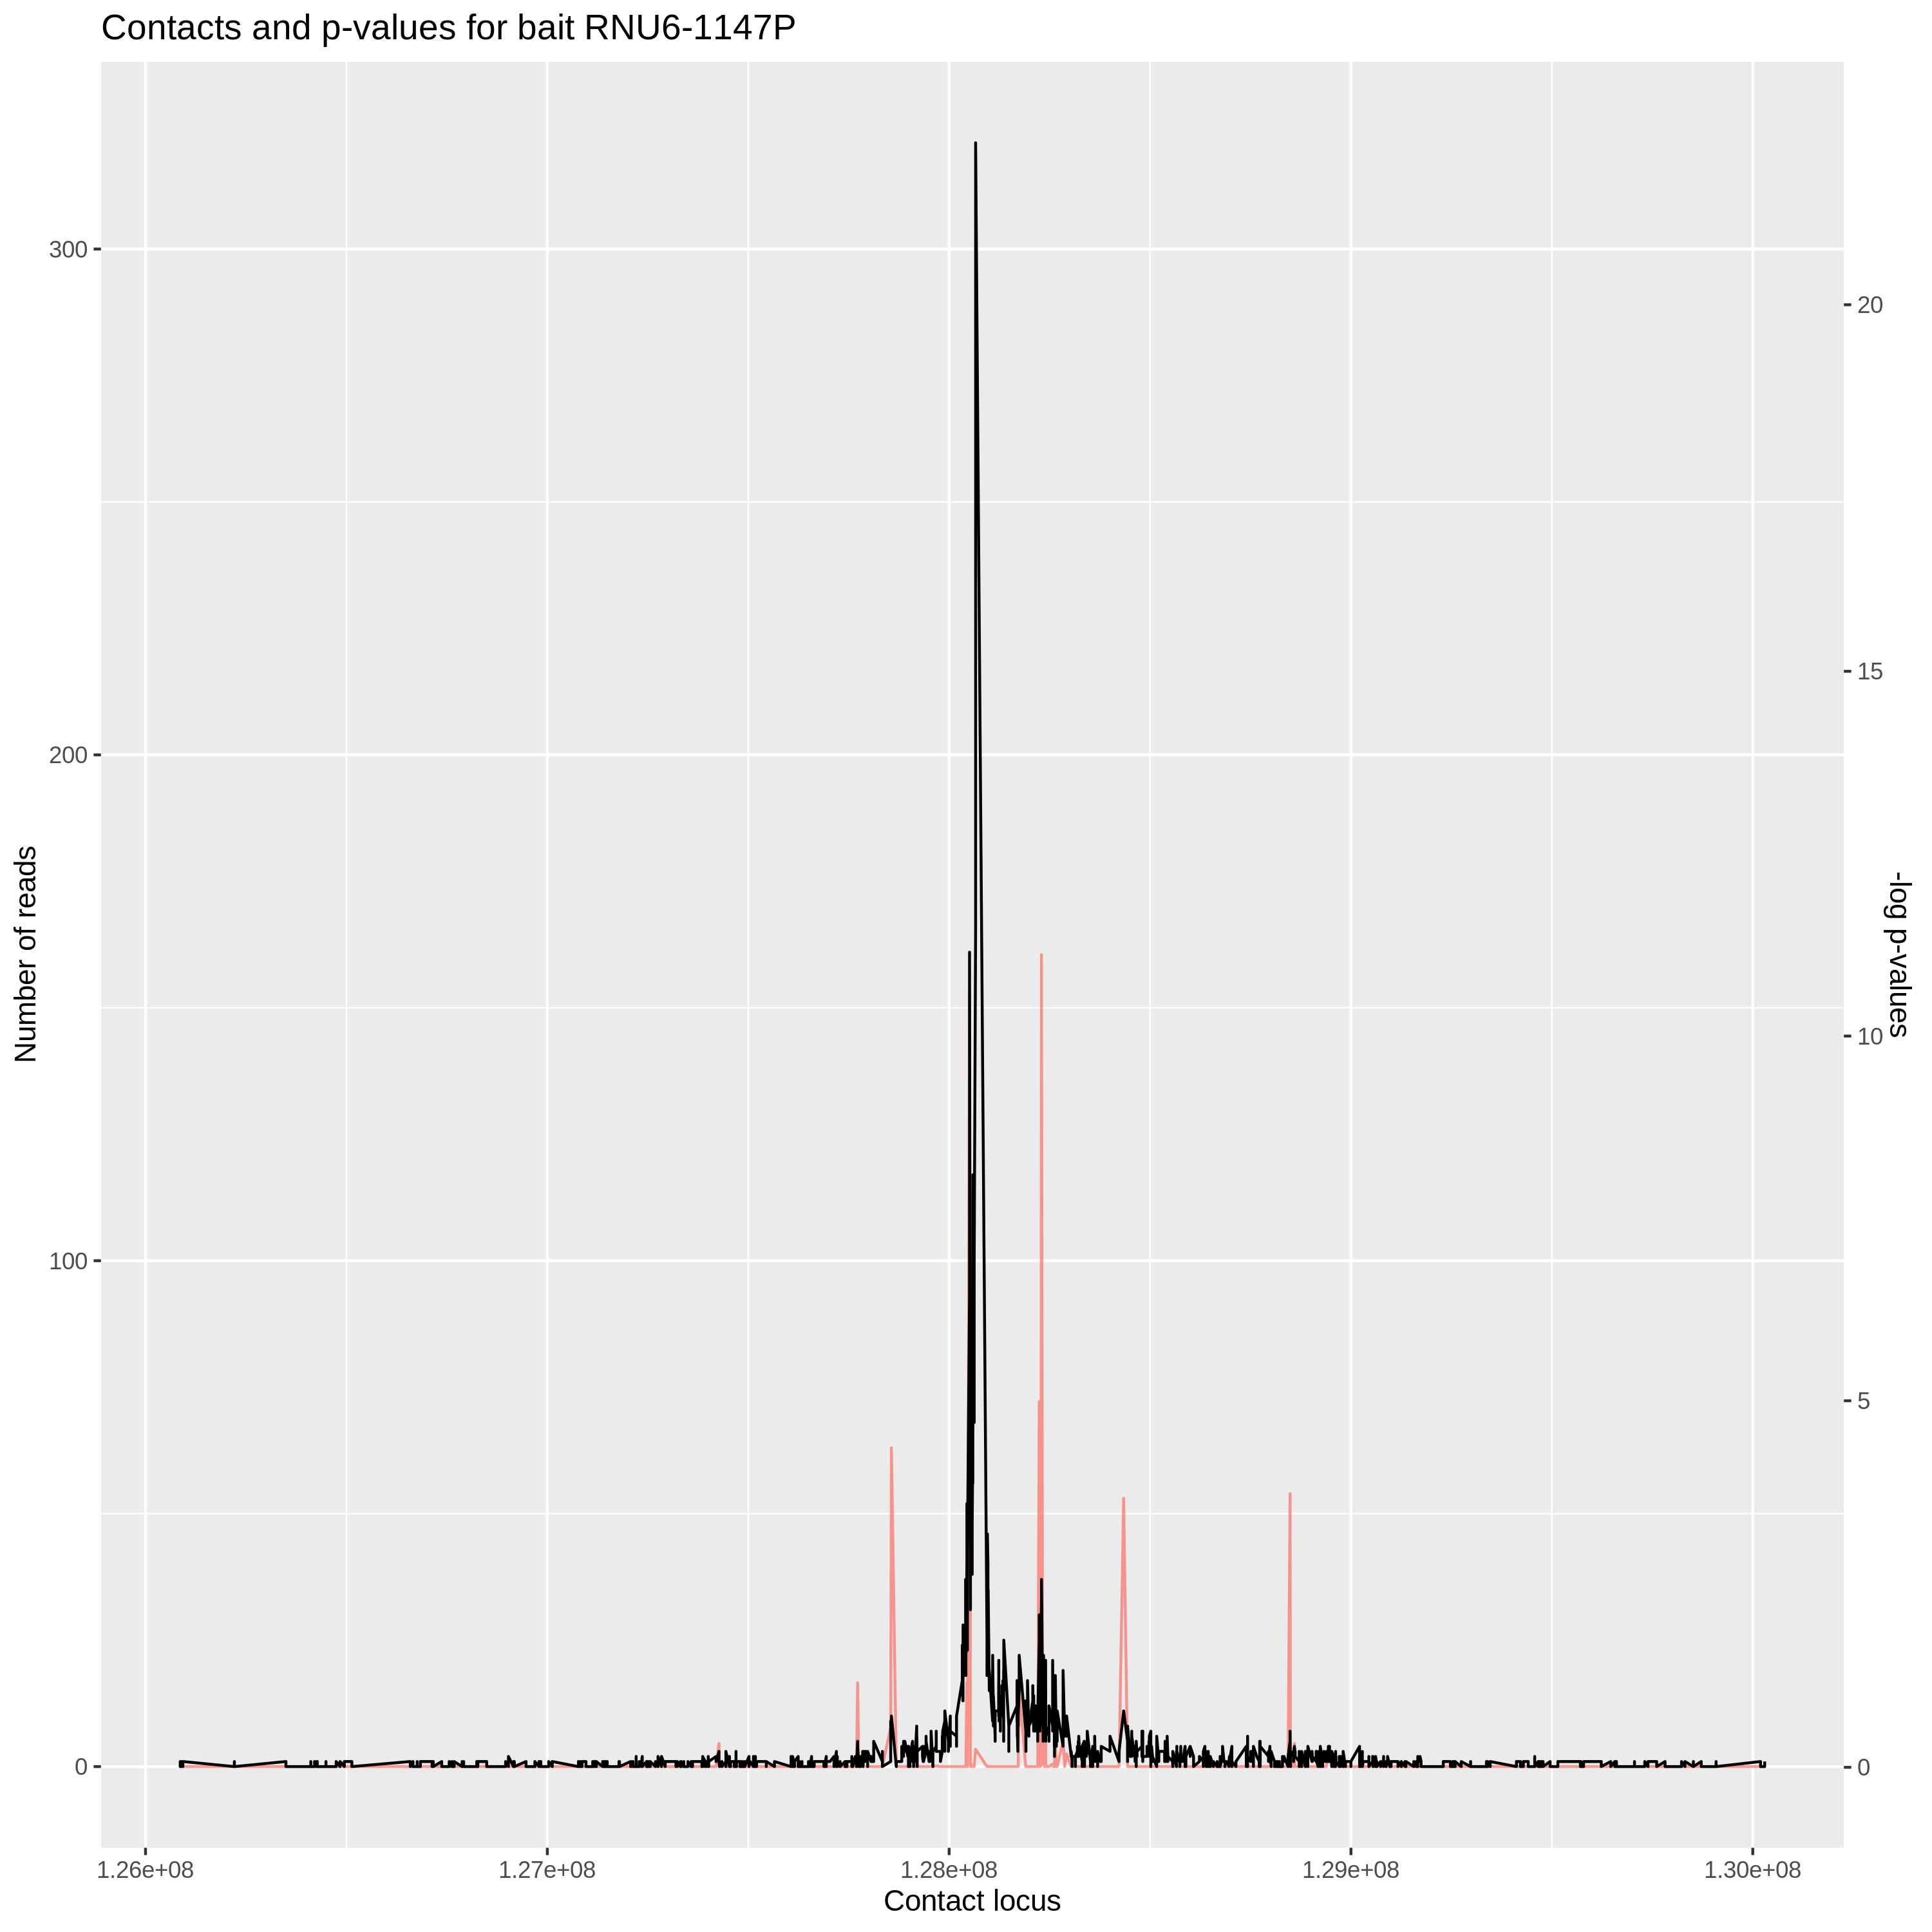 Contacts and p-values for bait RNU6-1147P
300
200
100
0
Number of reads
20
15
10
5
0
-log p-values
1.26e+08
1.27e+08
1.28e+08
1.29e+08
1.30e+08
Contact locus